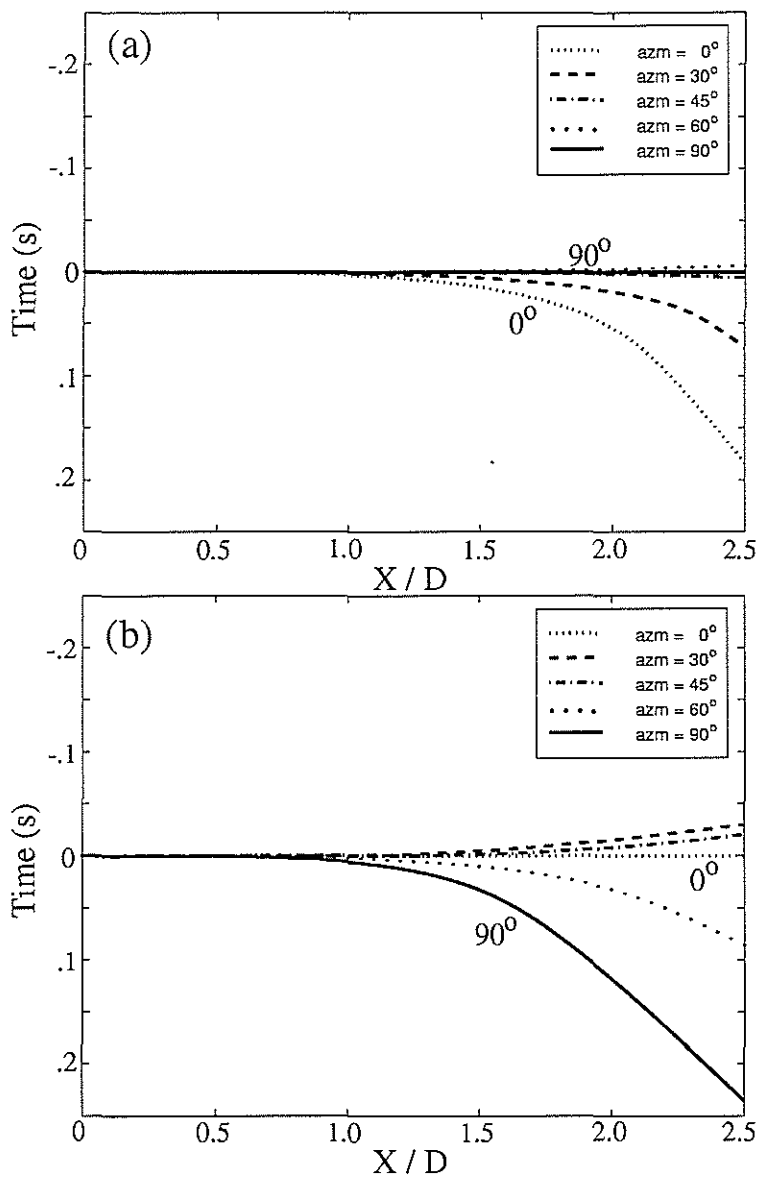 (a)
azm = 0°
azm = 30°
azm = 45°
azm = 60°
azm = 90°
-.2
-.1
0
.1
.2
Time (s)
90°
0°
0
0.5
1.0
1.5
2.0
2.5
X / D
(b)
azm = 0°
azm = 30°
azm = 45°
azm = 60°
azm = 90°
-.2
-.1
0
.1
.2
Time (s)
0°
90°
0
0.5
1.0
1.5
2.0
2.5
X / D